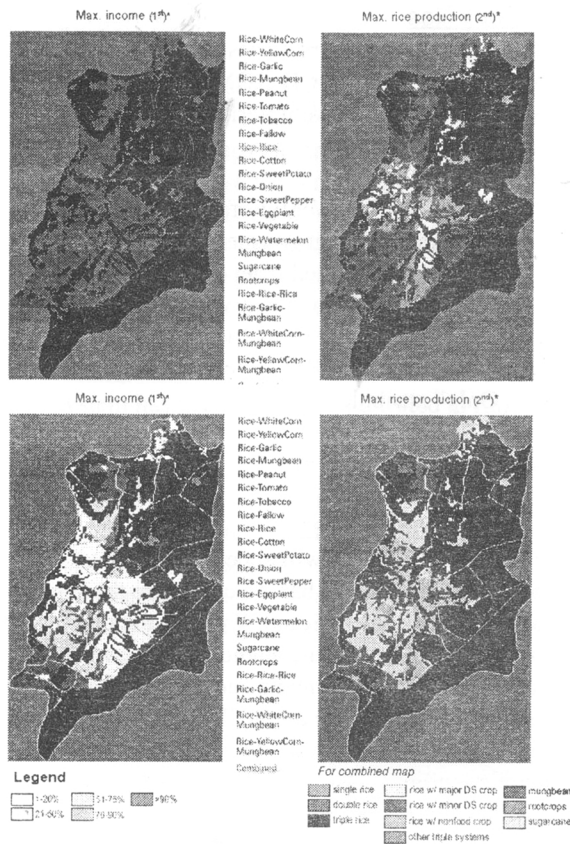 Max. income (1st)*
Max. rice production (2nd)*
Rice-WhiteCorn
Rice-YellowCorn
Rice-Garlic
Rice-Mungbean
Rice-Peanut
Rice-Tomato
Rice-Tobacco
Rice-Fallow
Rice-Rice
Rice-Cotton
Rice-SweetPotato
Rice-Onion
Rice-SweetPepper
Rice-Eggplant
Rice-Vegetable
Rice-Watermelon
Mungbean
Sugarcane
Rootcrops
Rice-Rice-Rice
Rice-Garlic-
Mungbean
Rice-WhiteCorn-
Mungbean
Rice-YellowCorn-
Mungbean
Max. income (1st)*
Max. rice production (2nd)*
Rice-WhiteCorn
Rice-YellowCorn
Rice-Garlic
Rice-Mungbean
Rice-Peanut
Rice-Tomato
Rice-Tobacco
Rice-Fallow
Rice-Rice
Rice-Cotton
Rice-SweetPotato
Rice-Onion
Rice-SweetPepper
Rice-Eggplant
Rice-Vegetable
Rice-Watermelon
Mungbean
Sugarcane
Rootcrops
Rice-Rice-Rice
Rice-Garlic-
Mungbean
Rice-WhiteCorn-
Mungbean
Rice-YellowCorn-
Mungbean
Combined
Legend
1-20% 51-75% >90%
21-50% 76-90%
For combined map
single rice rice w/ major DS crop mungbean
double rice rice w/ minor DS crop rootcrops
triple rice rice w/ nonfood crop sugarcane
other triple systems